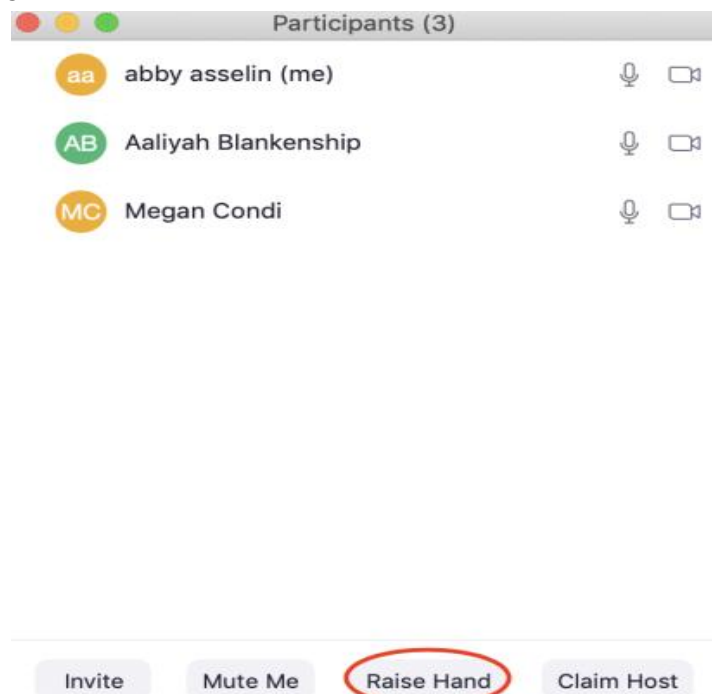 Participants (3)
aa abby asselin (me)
AB Aaliyah Blankenship
MC Megan Condi
Invite Mute Me Raise Hand Claim Host